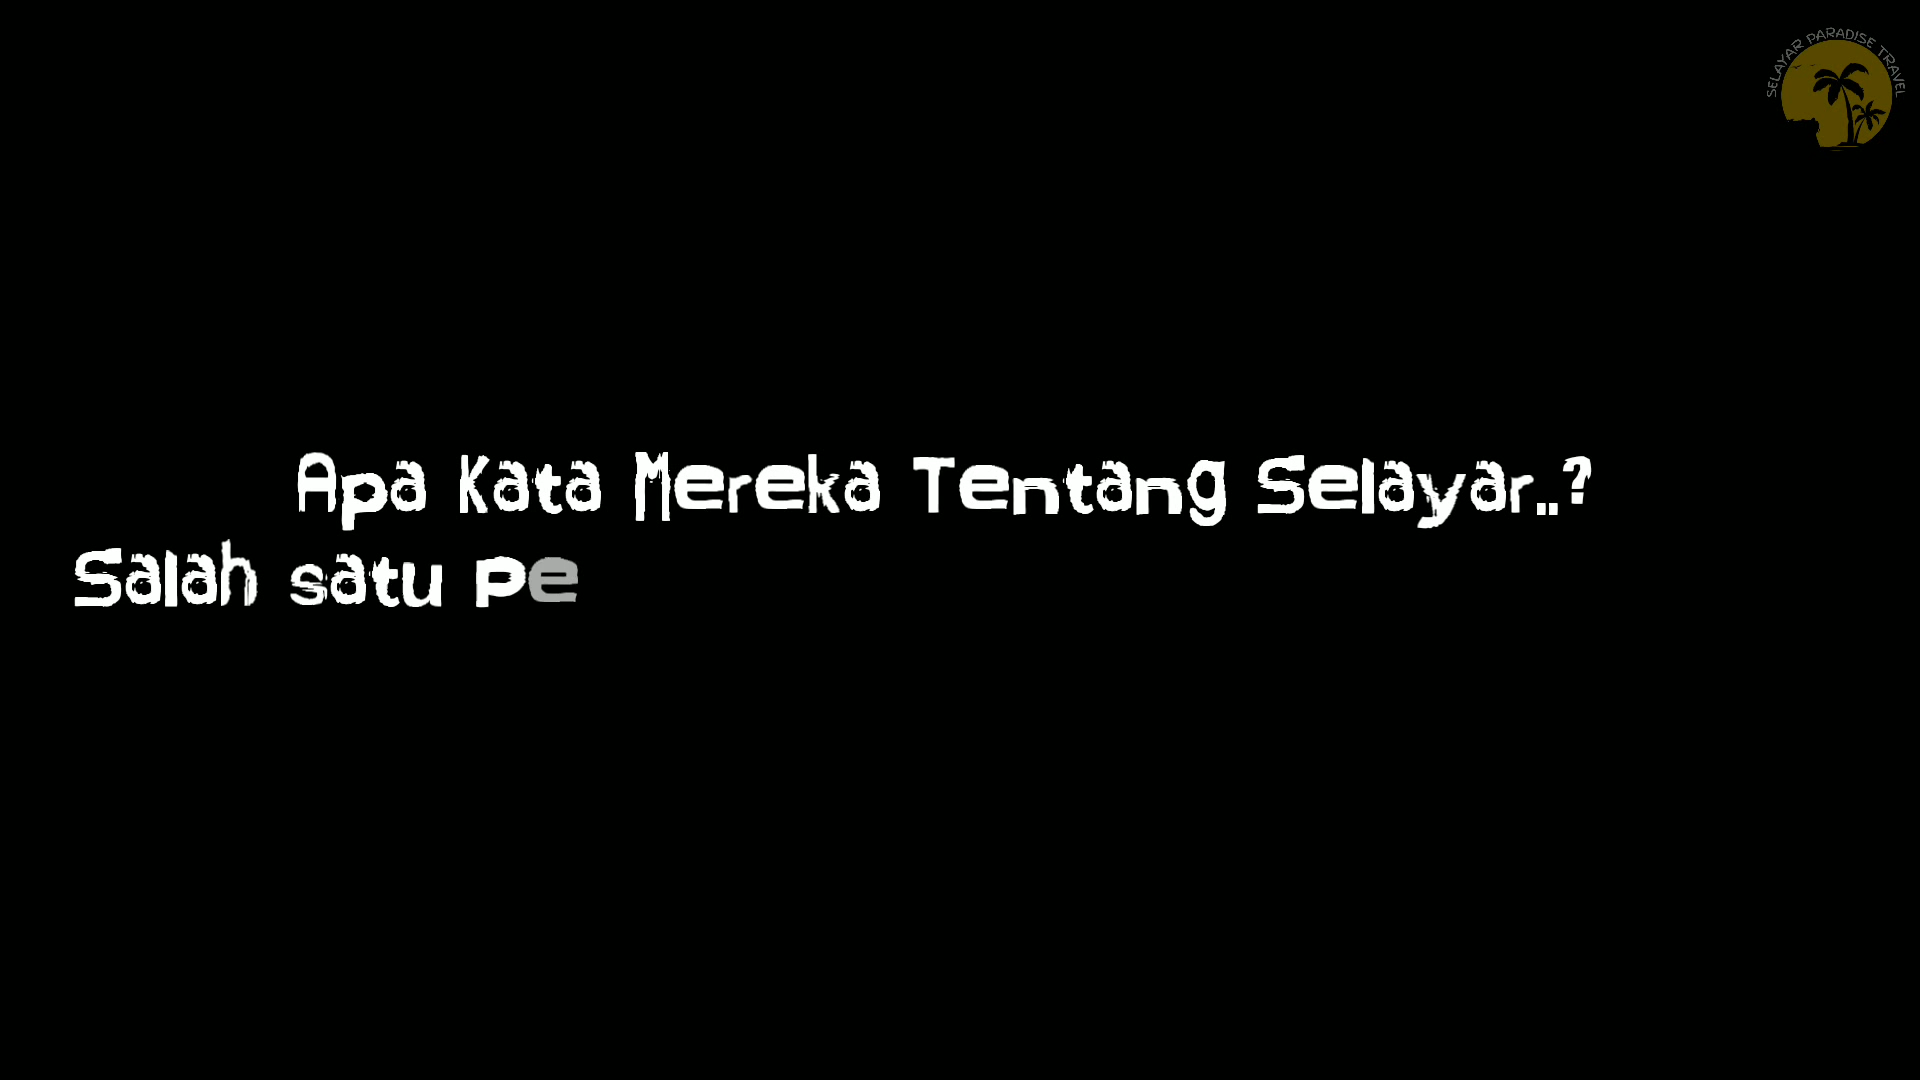 SELAYAR PARADISE TRAVEL
Apa Kata Mereka Tentang Selayar..?
Salah satu pe